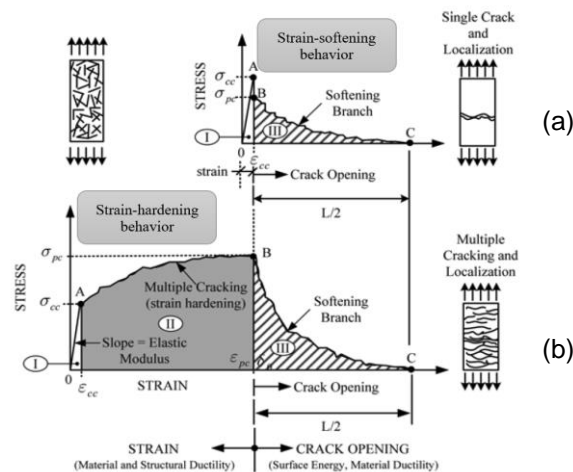 Strain-softening
behavior
Single Crack
and
Localization
STRESS
σcc
σpc
A
B
Softening
Branch
I
III
C
0
εcc
strain
Crack Opening
L/2
(a)
Strain-hardening
behavior
STRESS
σpc
σcc
A
B
Multiple Cracking
(strain hardening)
II
Softening
Branch
Slope = Elastic
Modulus
I
εpc
III
C
0
εcc
STRAIN
Crack Opening
L/2
Multiple
Cracking and
Localization
(b)
STRAIN
(Material and Structural Ductility)
CRACK OPENING
(Surface Energy, Material Ductility)